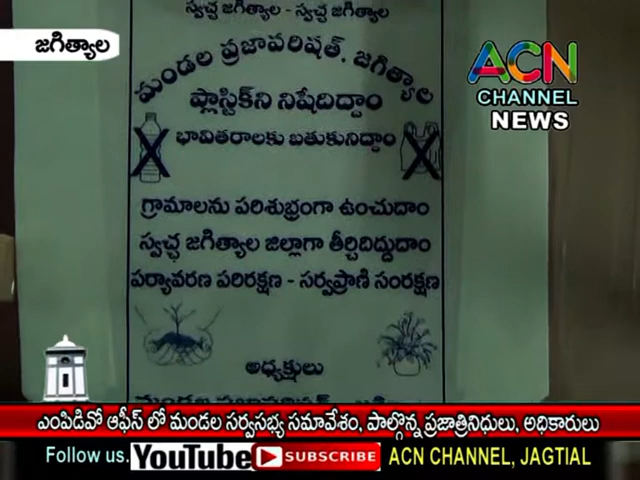 స్వచ్ఛ జగిత్యాల - స్వచ్ఛ జగిత్యాల
జగిత్యాల
మండల ప్రజాపరిషత్. జగిత్యాల
ACN
CHANNEL
NEWS
ప్లాస్టిక్‌ని నిషేదిద్దాం
భావితరాలకు బతుకునిద్దాం
గ్రామాలను పరిశుభ్రంగా ఉంచుదాం
స్వచ్ఛ జగిత్యాల జిల్లాగా తీర్చిదిద్దుదాం
పర్యావరణ పరిరక్షణ - సర్వప్రాణి సంరక్షణ
అధ్యక్షులు
ఎంపిడివో ఆఫీస్ లో మండల సర్వసభ్య సమావేశం, పాల్గొన్న ప్రజాత్రినిధులు, అధికారులు
Follow us. YouTube SUBSCRIBE ACN CHANNEL, JAGTIAL